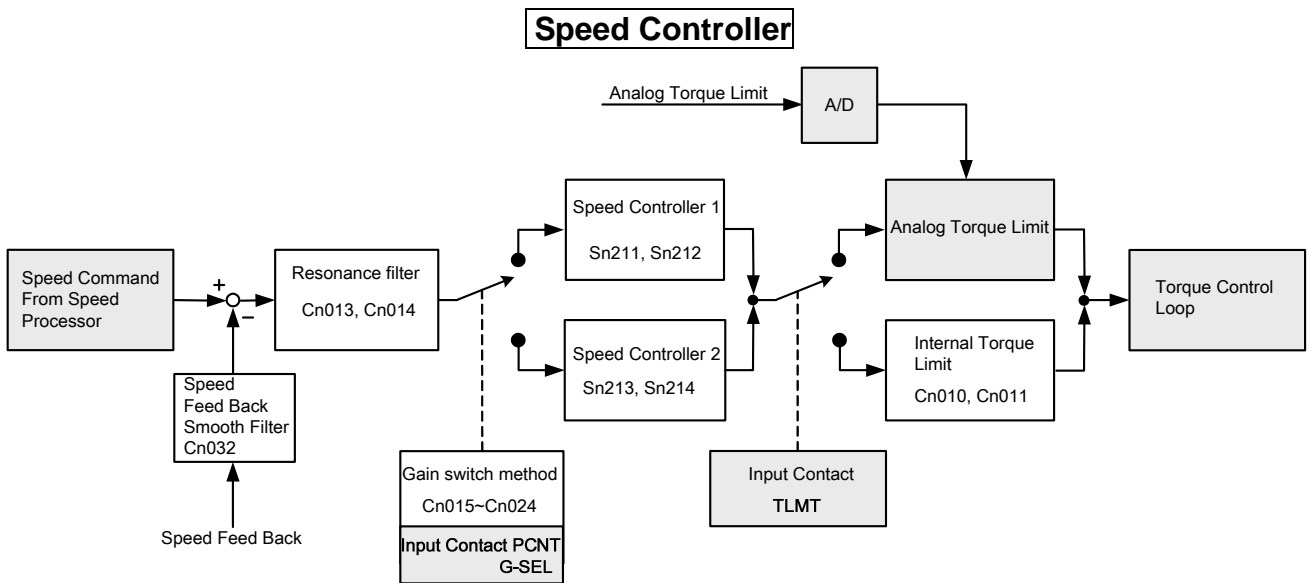 Speed Controller
Analog Torque Limit
A/D
Speed Controller 1
Sn211, Sn212
Analog Torque Limit
Speed Command
From Speed
Processor
+
−
Resonance filter
Cn013, Cn014
Torque Control
Loop
Speed Controller 2
Sn213, Sn214
Internal Torque
Limit
Cn010, Cn011
Speed
Feed Back
Smooth Filter
Cn032
Gain switch method
Cn015~Cn024
Input Contact PCNT
G-SEL
Input Contact
TLMT
Speed Feed Back